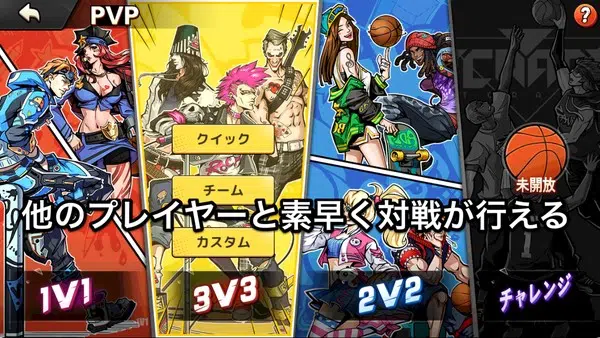 PVP
?
クイック
チーム
カスタム
未開放
他のプレイヤーと素早く対戦が行える
1V1
3V3
2V2
チャレンジ